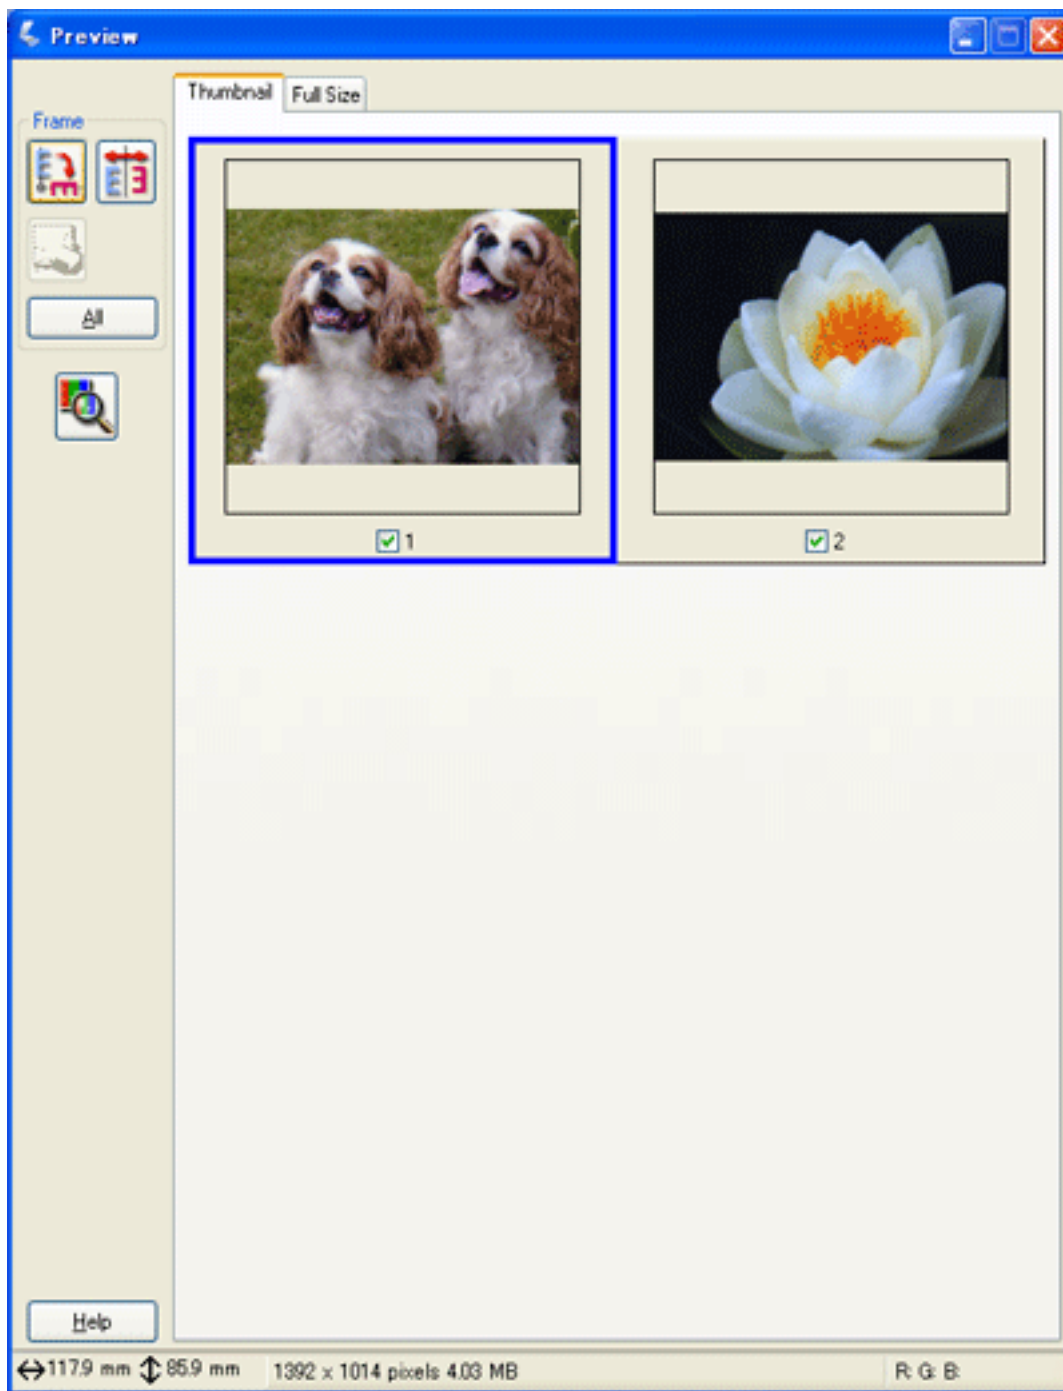 Preview
Thumbnail
Full Size
Frame
All
1
2
Help
117.9 mm 85.9 mm
1392 x 1014 pixels 4.03 MB
R: G: B: